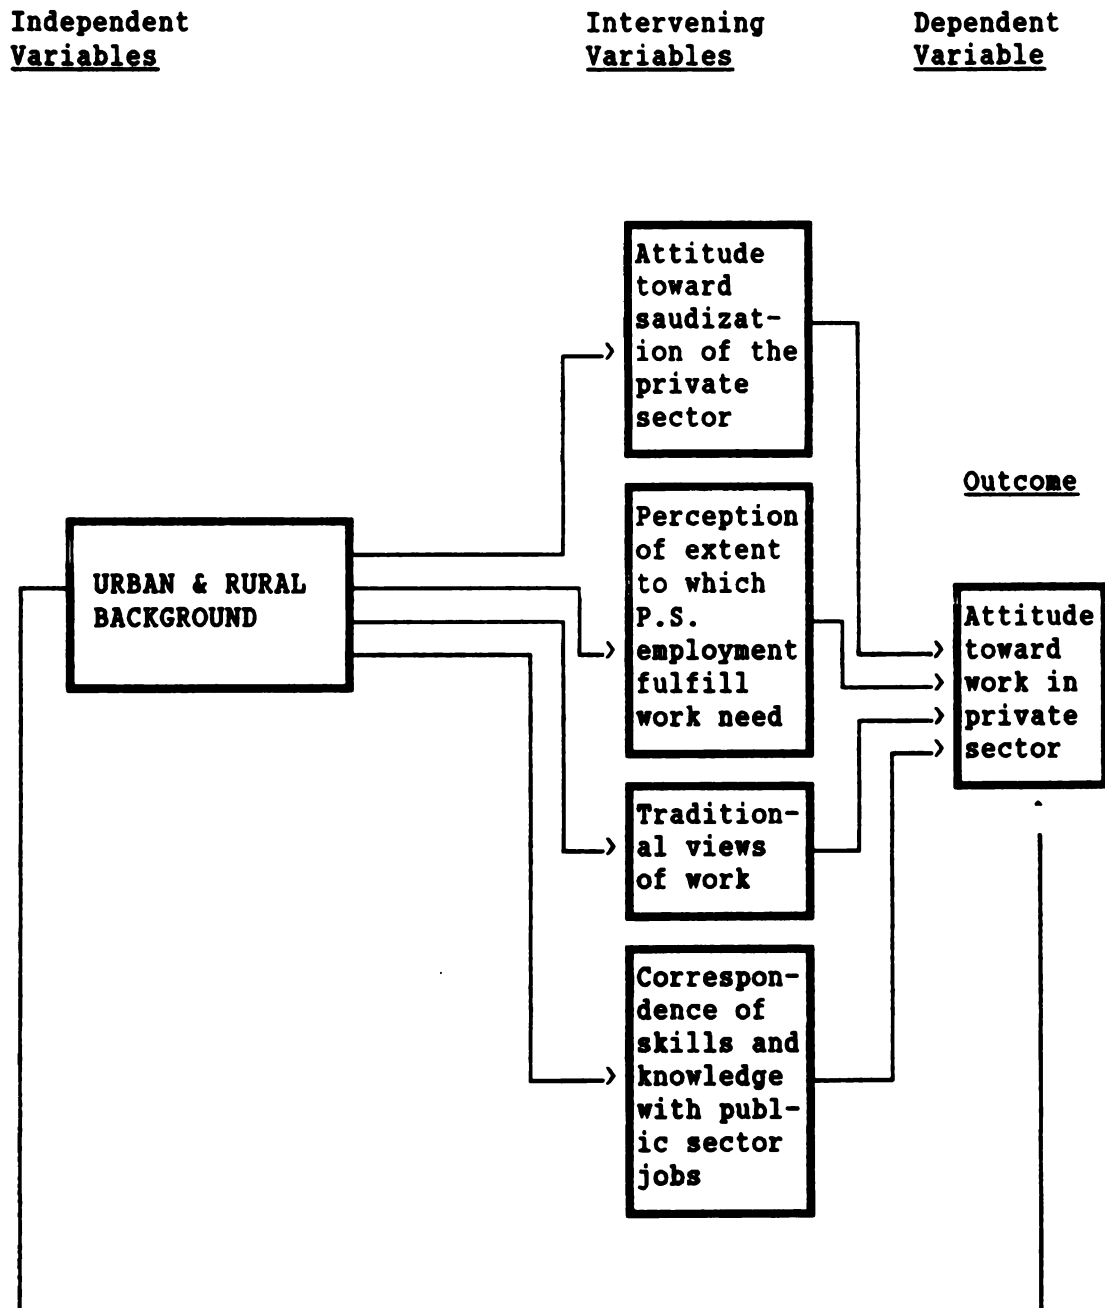 Independent
Variables
Intervening
Variables
Dependent
Variable
Attitude
toward
saudizat-
ion of the
private
sector
Outcome
Perception
of extent
to which
P.S.
employment
fulfill
work need
URBAN & RURAL
BACKGROUND
Attitude
toward
work in
private
sector
Tradition-
al views
of work
Correspon-
dence of
skills and
knowledge
with publ-
ic sector
jobs